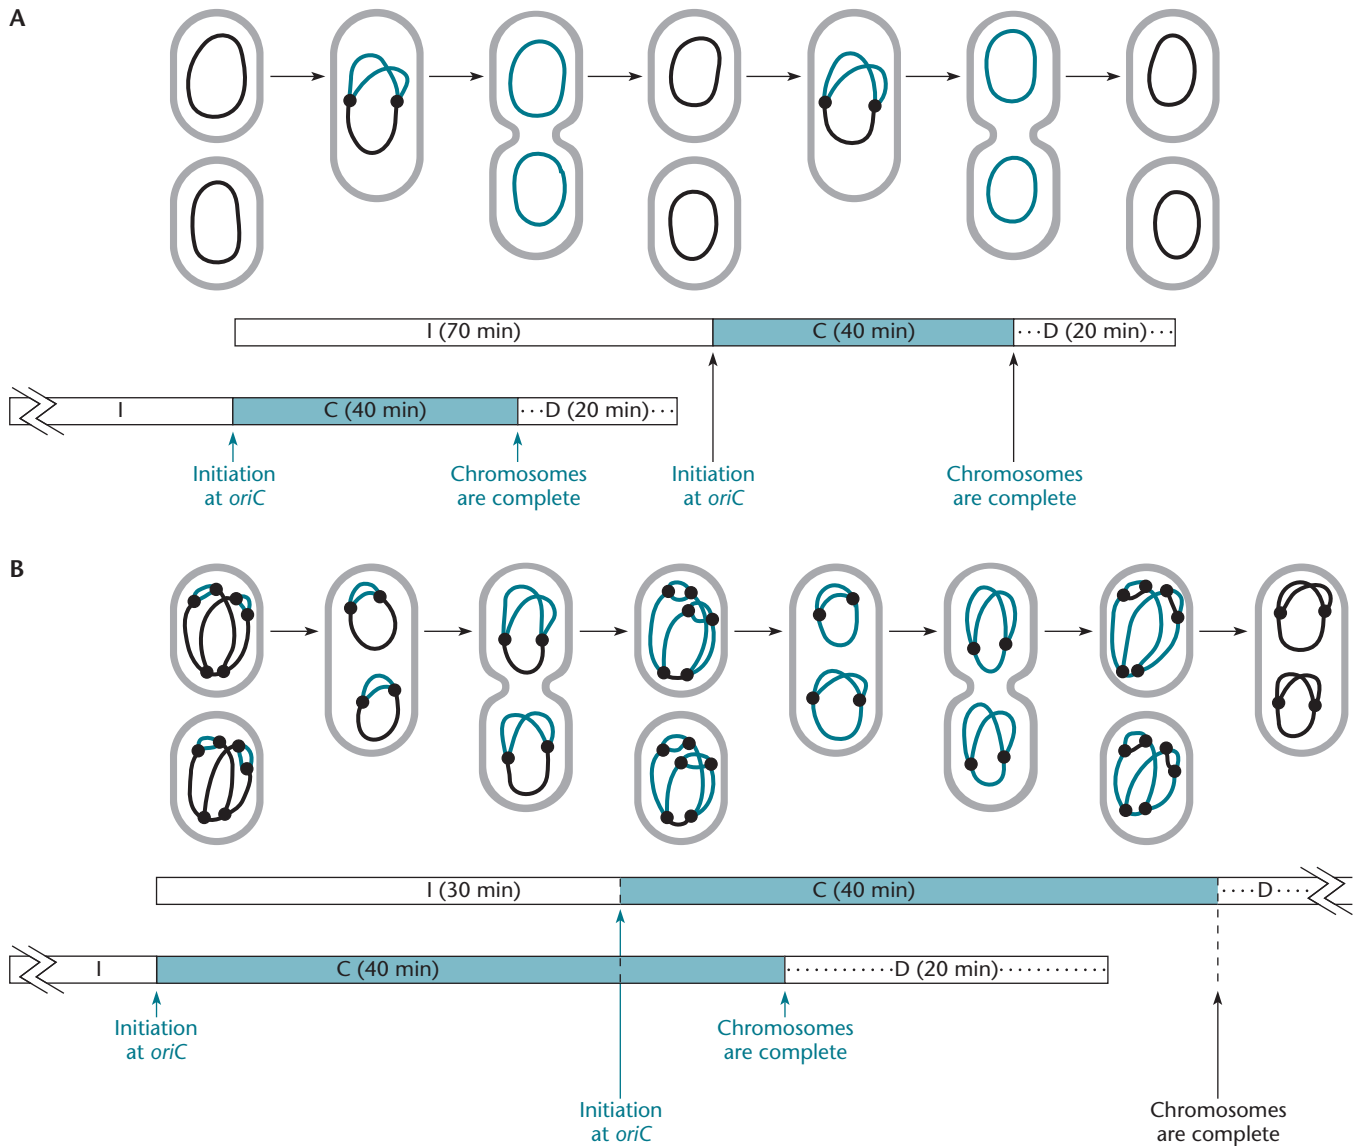 A
I (70 min)
C (40 min)
···D (20 min)···
I
C (40 min)
···D (20 min)···
Initiation
at oriC
Chromosomes
are complete
Initiation
at oriC
Chromosomes
are complete
B
I (30 min)
C (40 min)
····D····
I
C (40 min)
···········D (20 min)···········
Initiation
at oriC
Chromosomes
are complete
Initiation
at oriC
Chromosomes
are complete